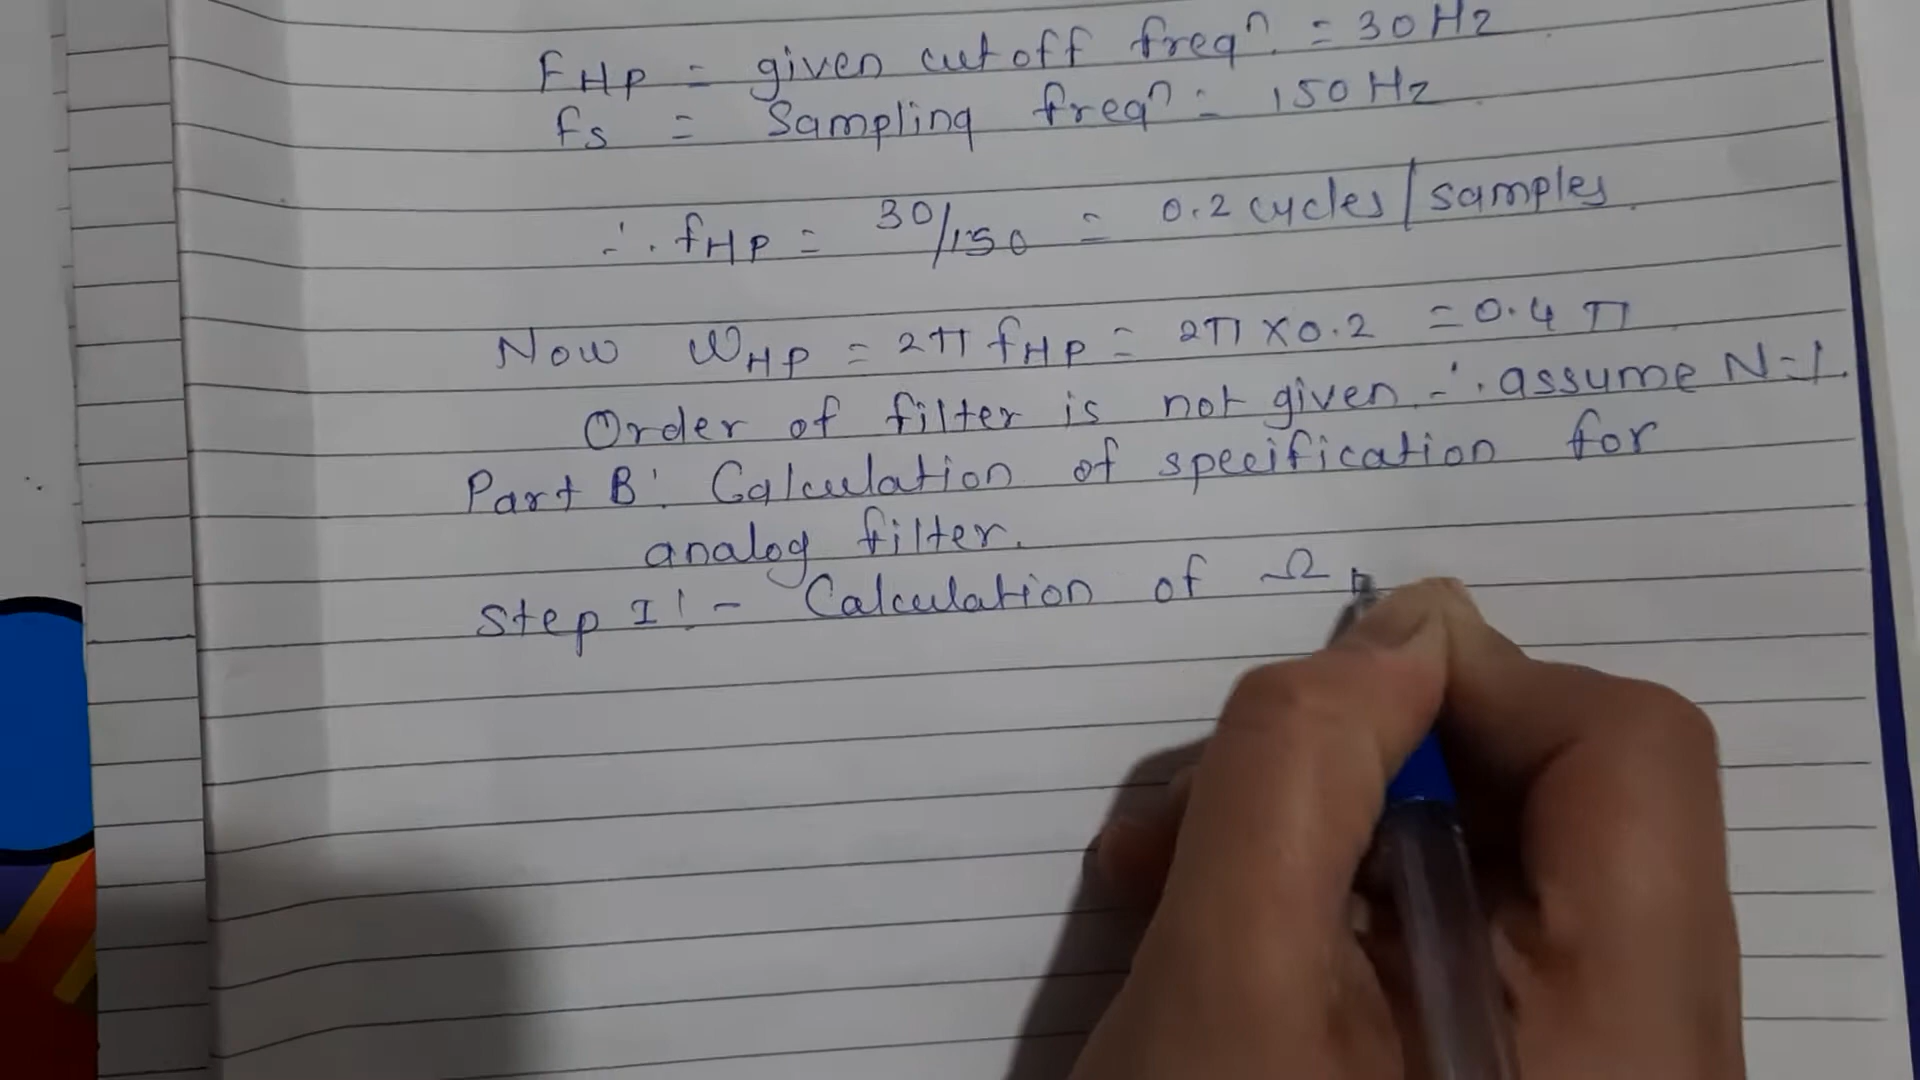 FHP = given cutoff freqn. = 30 Hz
fs = Sampling freqn = 150 Hz
∴ fHP = 30/150 = 0.2 cycles/samples.
Now ωHP = 2π fHP = 2π × 0.2 = 0.4 π
Order of filter is not given ∴ assume N=1.
Part B: Calculation of specification for
analog filter.
Step I :- Calculation of Ω